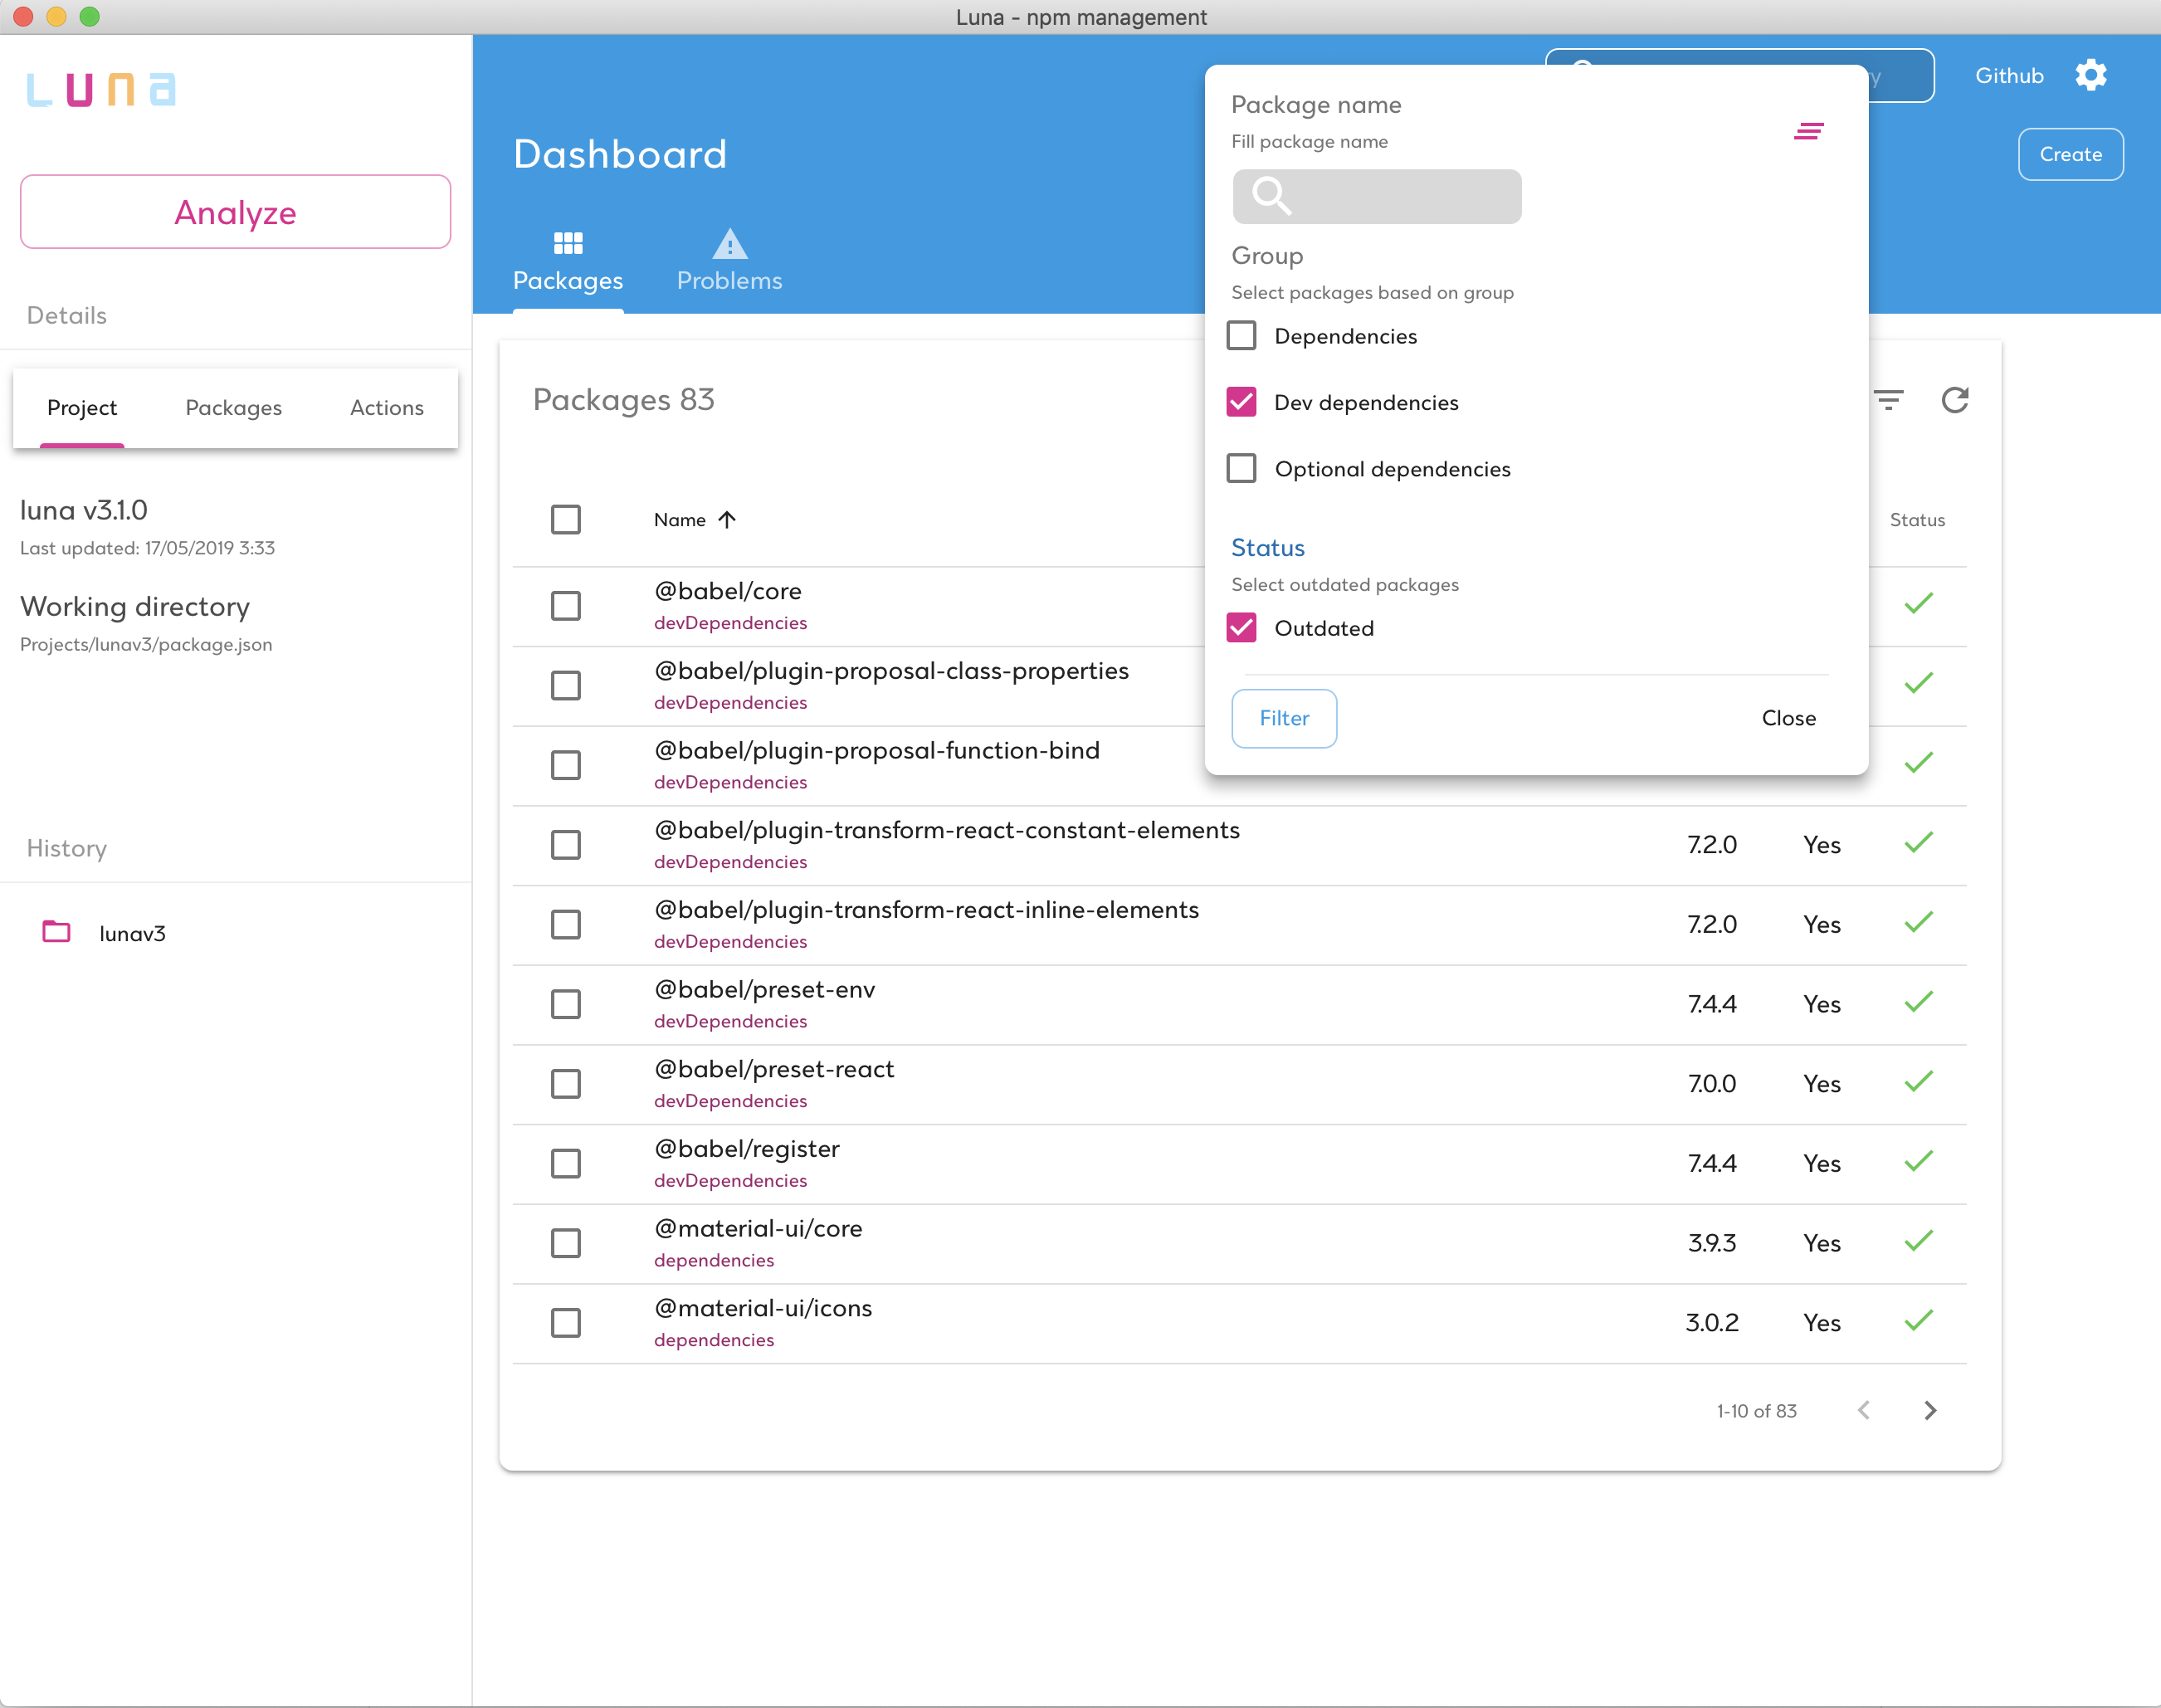 Luna - npm management
Luna
Analyze
Details
Project Packages Actions
luna v3.1.0
Last updated: 17/05/2019 3:33
Working directory
Projects/lunav3/package.json
History
lunav3
Github
Dashboard
Create
Packages Problems
Packages 83
Name Status
@babel/core
devDependencies
@babel/plugin-proposal-class-properties
devDependencies
@babel/plugin-proposal-function-bind
devDependencies
@babel/plugin-transform-react-constant-elements 7.2.0 Yes
devDependencies
@babel/plugin-transform-react-inline-elements 7.2.0 Yes
devDependencies
@babel/preset-env 7.4.4 Yes
devDependencies
@babel/preset-react 7.0.0 Yes
devDependencies
@babel/register 7.4.4 Yes
devDependencies
@material-ui/core 3.9.3 Yes
dependencies
@material-ui/icons 3.0.2 Yes
dependencies
1-10 of 83
Package name
Fill package name
Group
Select packages based on group
Dependencies
Dev dependencies
Optional dependencies
Status
Select outdated packages
Outdated
Filter Close